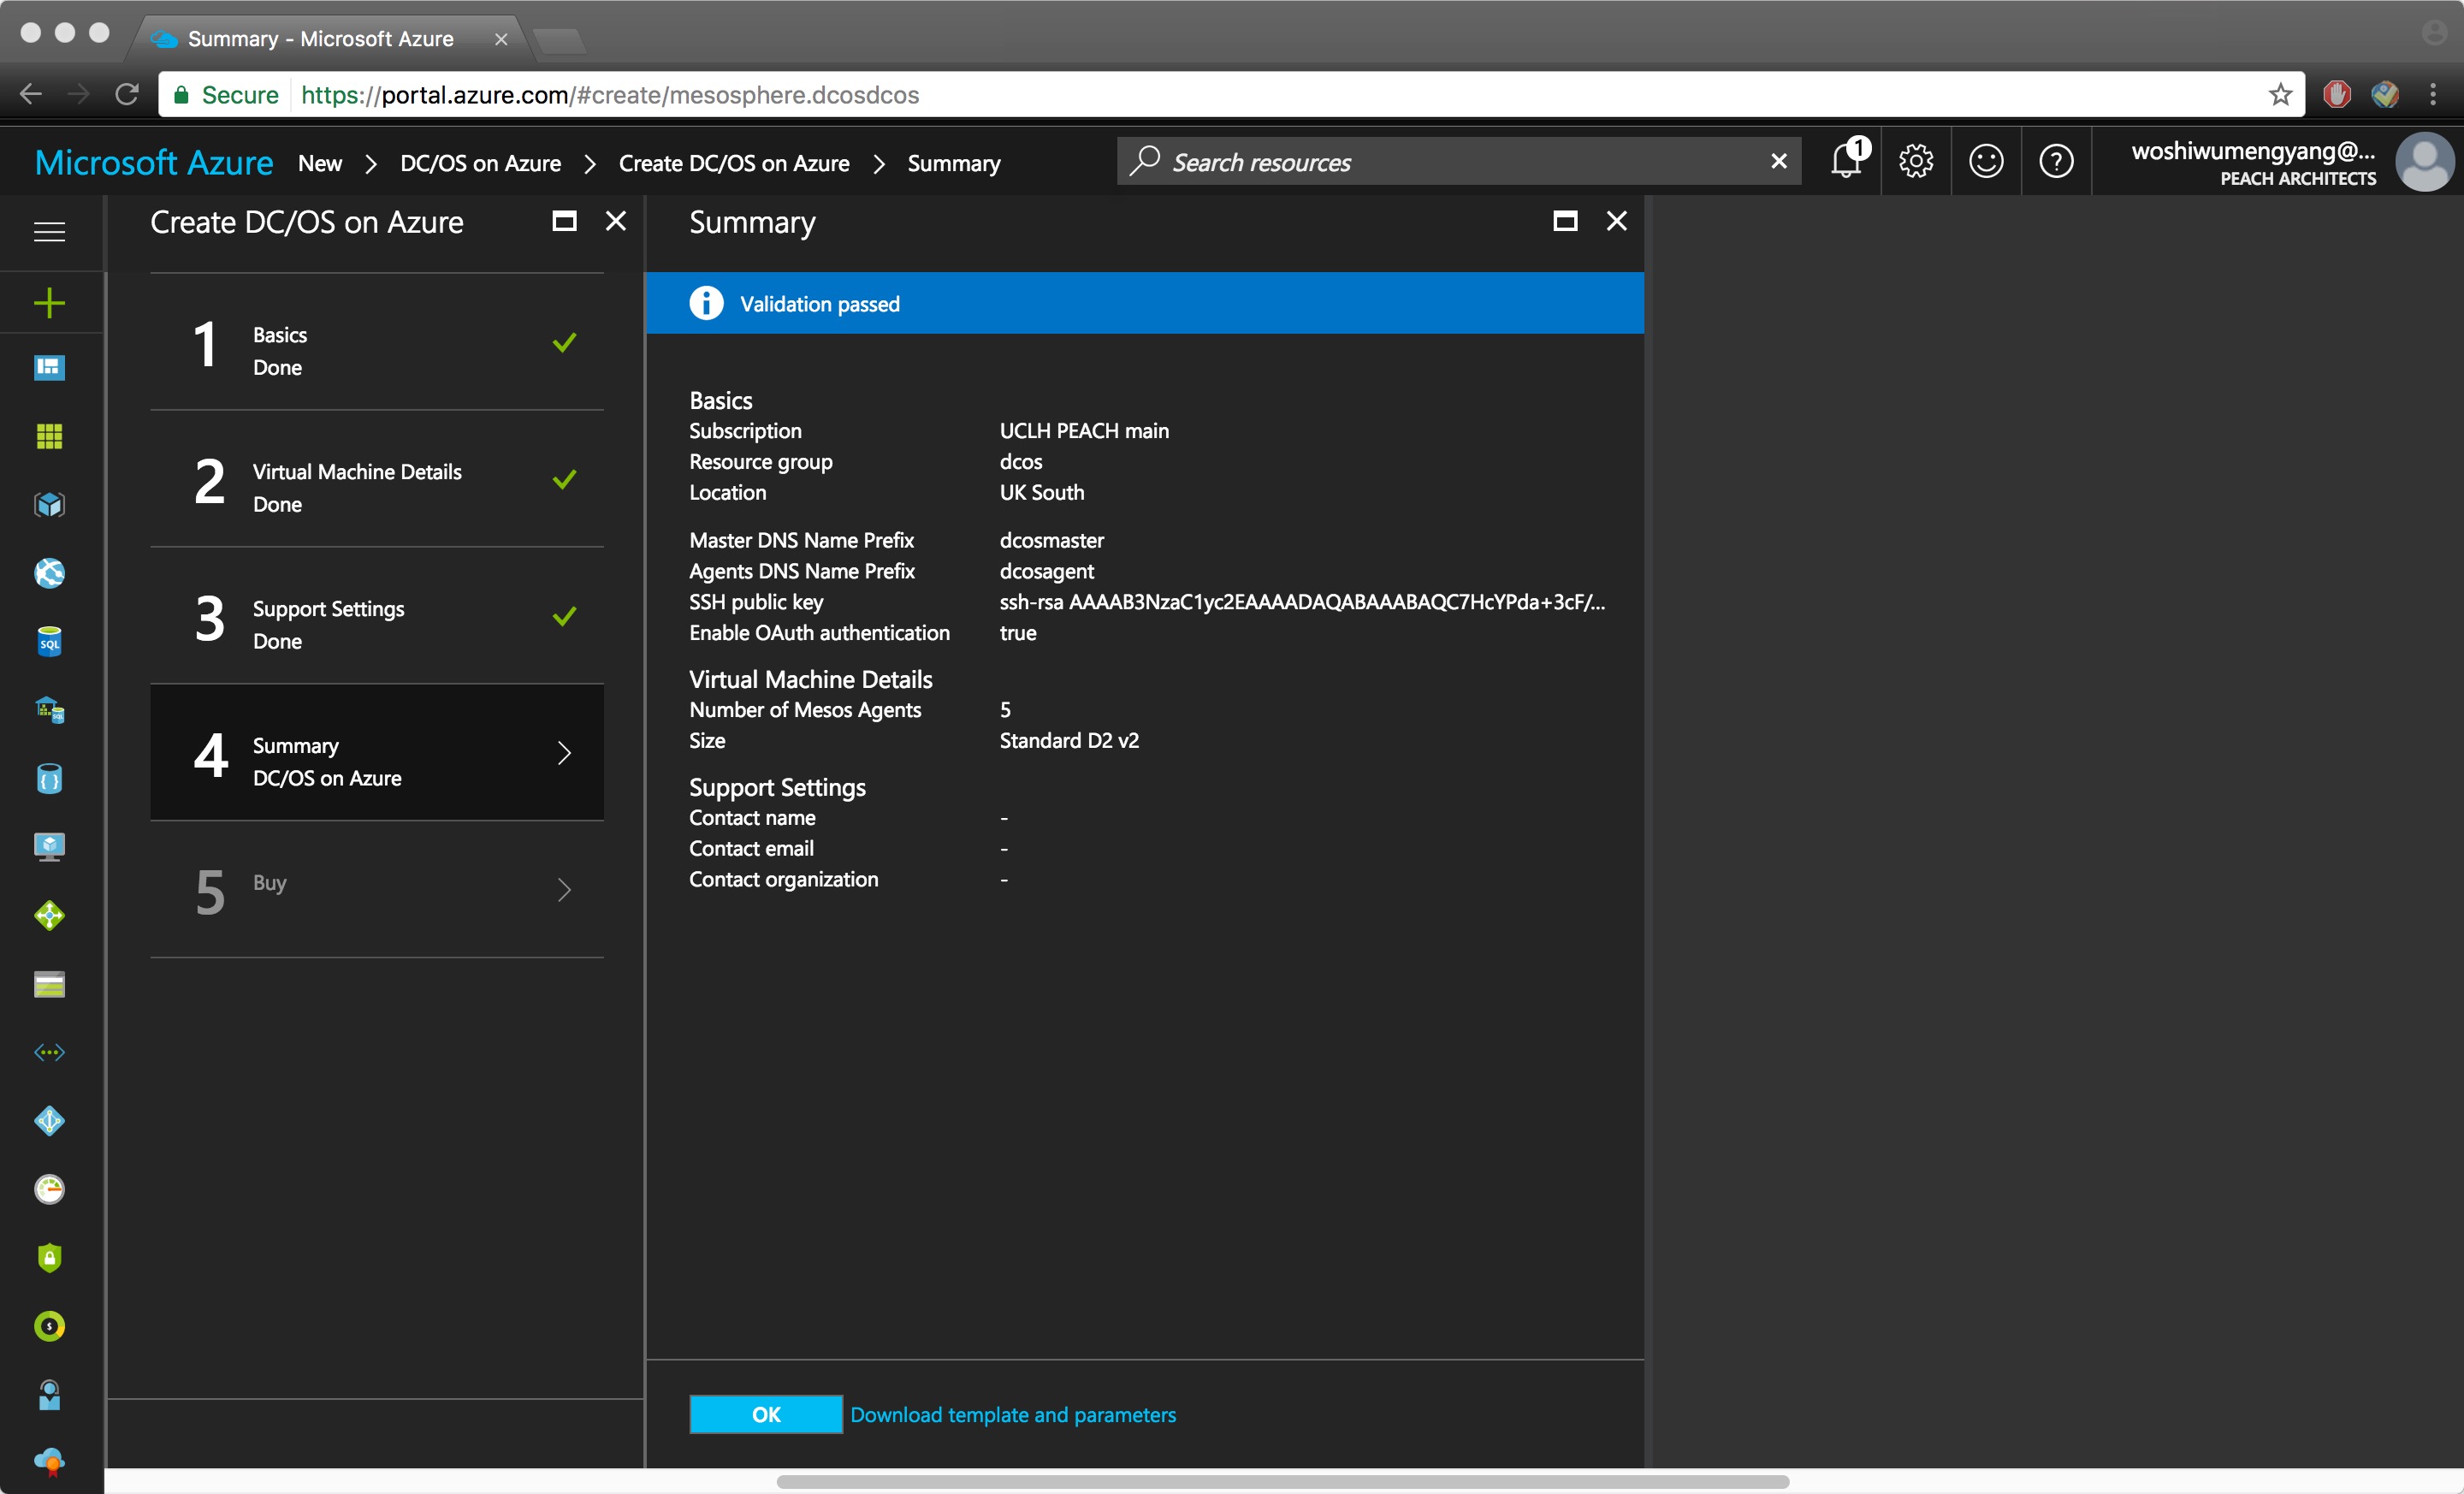 Summary - Microsoft Azure
Secure https://portal.azure.com/#create/mesosphere.dcosdcos
Microsoft Azure New > DC/OS on Azure > Create DC/OS on Azure > Summary
Search resources
1
woshiwumengyang@...
PEACH ARCHITECTS
Create DC/OS on Azure
1 Basics
Done
2 Virtual Machine Details
Done
3 Support Settings
Done
4 Summary
DC/OS on Azure
5 Buy
Summary
Validation passed
Basics
Subscription UCLH PEACH main
Resource group dcos
Location UK South
Master DNS Name Prefix dcosmaster
Agents DNS Name Prefix dcosagent
SSH public key ssh-rsa AAAAB3NzaC1yc2EAAAADAQABAAABAQC7HcYPda+3cF/...
Enable OAuth authentication true
Virtual Machine Details
Number of Mesos Agents 5
Size Standard D2 v2
Support Settings
Contact name -
Contact email -
Contact organization -
OK Download template and parameters
SQL
SQL